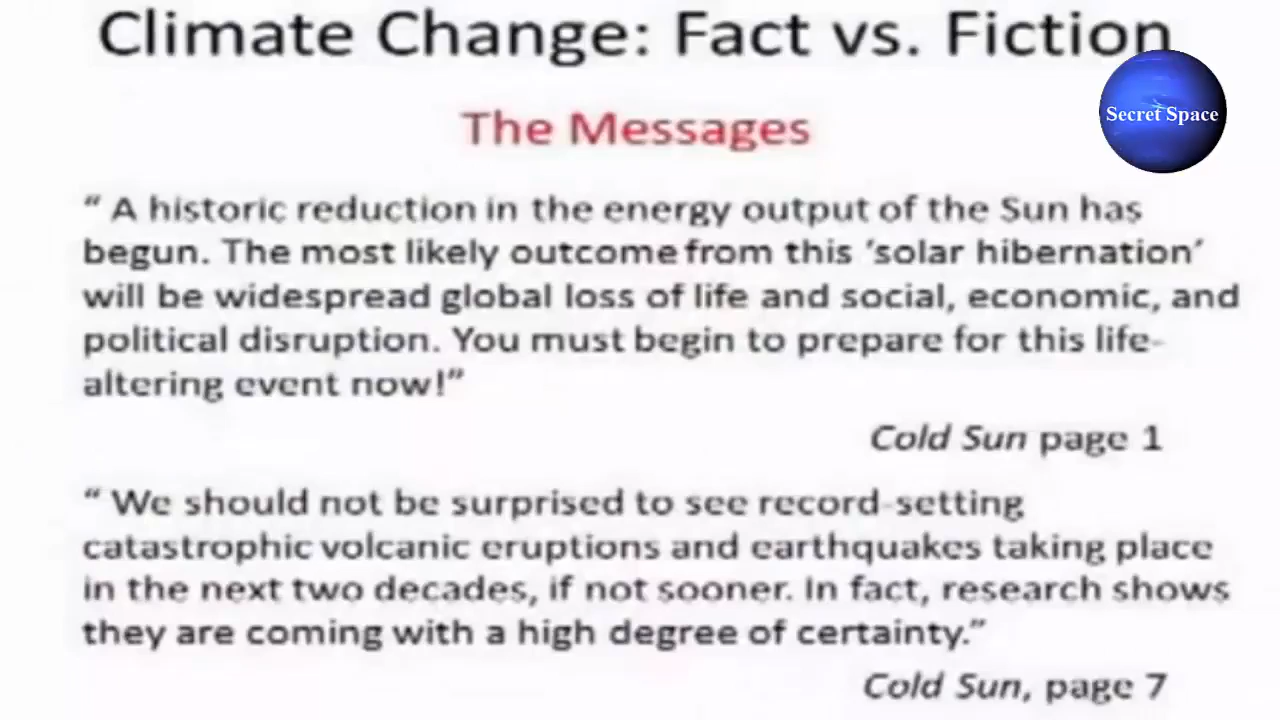 Climate Change: Fact vs. Fiction
Secret Space
The Messages
“ A historic reduction in the energy output of the Sun has
begun. The most likely outcome from this ‘solar hibernation’
will be widespread global loss of life and social, economic, and
political disruption. You must begin to prepare for this life-
altering event now!”
Cold Sun page 1
“ We should not be surprised to see record-setting
catastrophic volcanic eruptions and earthquakes taking place
in the next two decades, if not sooner. In fact, research shows
they are coming with a high degree of certainty.”
Cold Sun, page 7